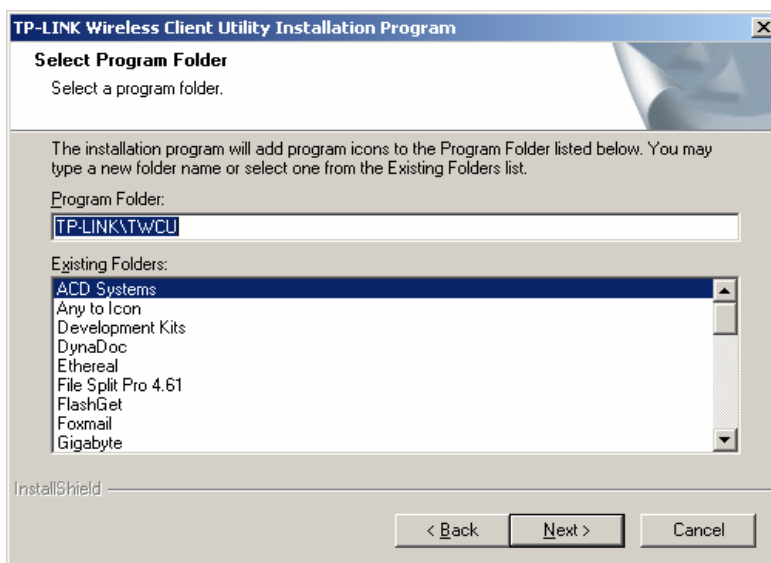 TP-LINK Wireless Client Utility Installation Program
Select Program Folder
Select a program folder.
The installation program will add program icons to the Program Folder listed below. You may
type a new folder name or select one from the Existing Folders list.
Program Folder:
TP-LINK\TWCU
Existing Folders:
ACD Systems
Any to Icon
Development Kits
DynaDoc
Ethereal
File Split Pro 4.61
FlashGet
Foxmail
Gigabyte
InstallShield
< Back Next > Cancel